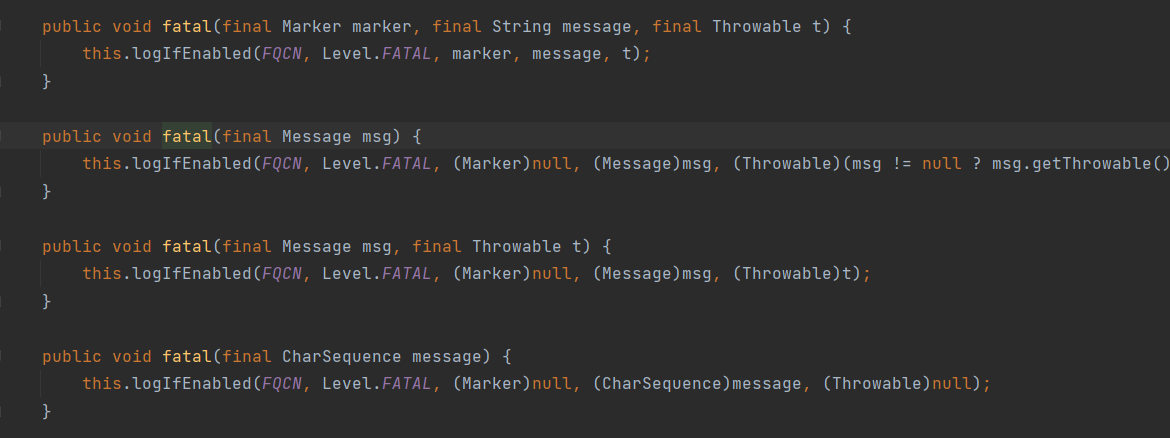 public void fatal(final Marker marker, final String message, final Throwable t) {
this.logIfEnabled(FQCN, Level.FATAL, marker, message, t);
}
public void fatal(final Message msg) {
this.logIfEnabled(FQCN, Level.FATAL, (Marker)null, (Message)msg, (Throwable)(msg != null ? msg.getThrowable()
}
public void fatal(final Message msg, final Throwable t) {
this.logIfEnabled(FQCN, Level.FATAL, (Marker)null, (Message)msg, (Throwable)t);
}
public void fatal(final CharSequence message) {
this.logIfEnabled(FQCN, Level.FATAL, (Marker)null, (CharSequence)message, (Throwable)null);
}